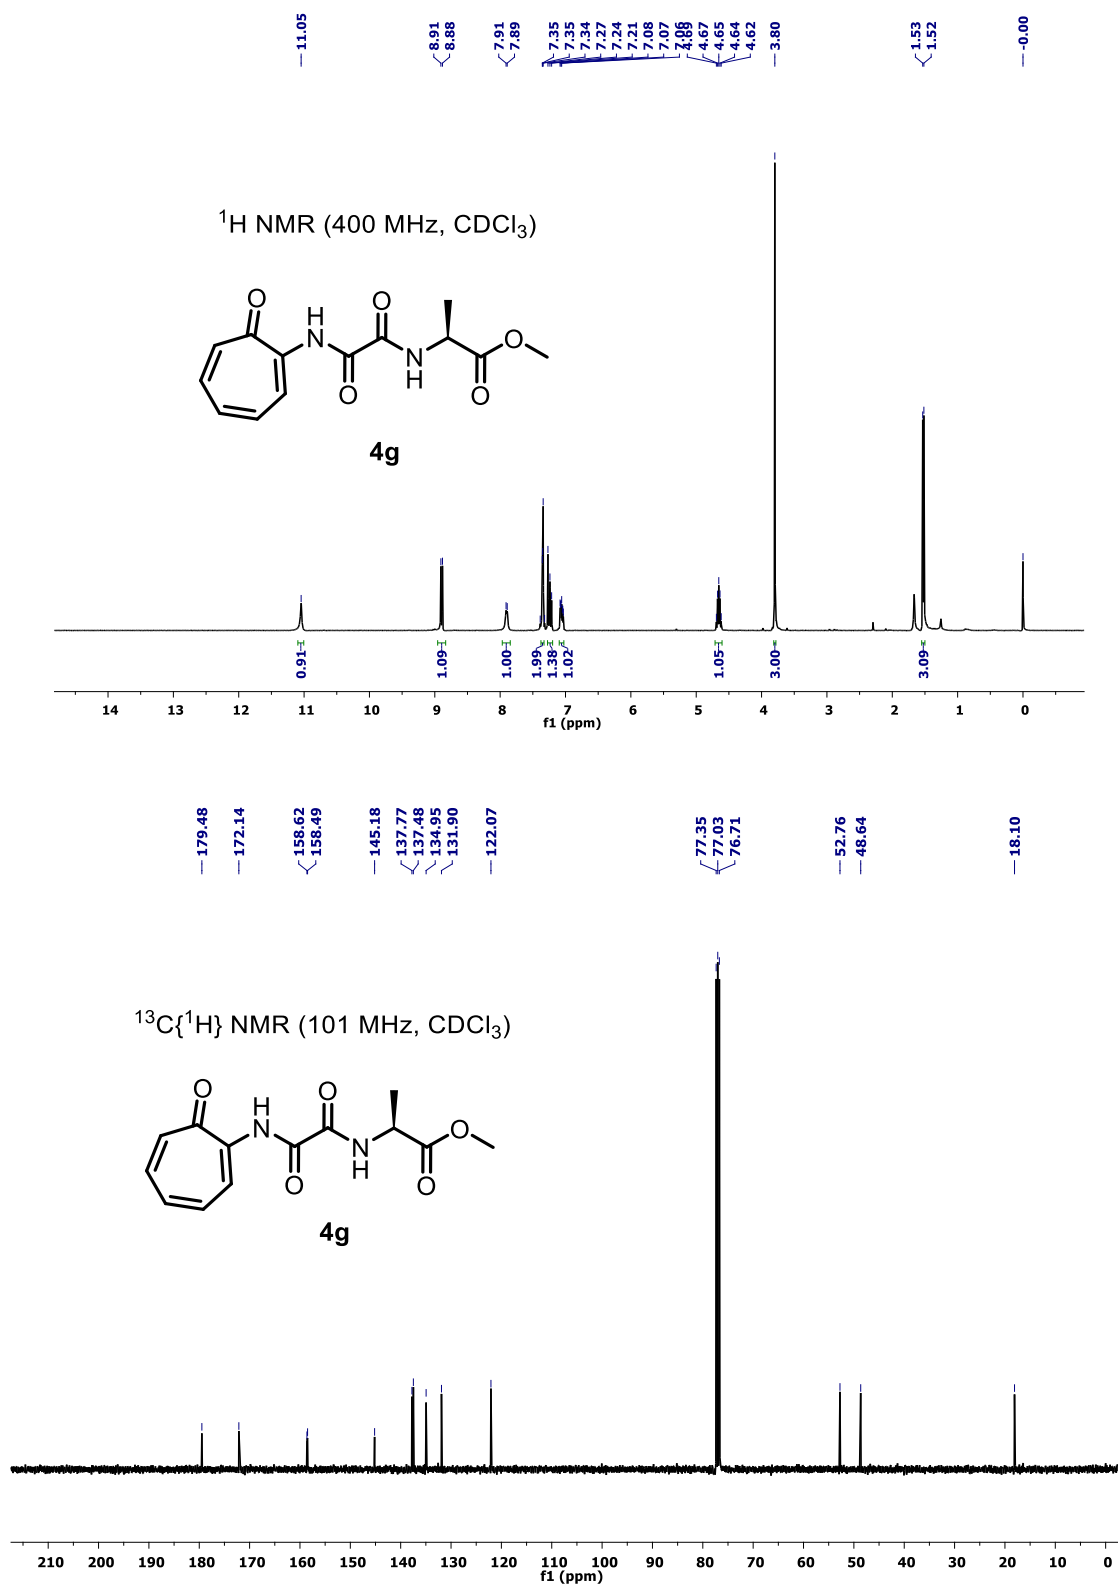 11.05
8.91
8.88
7.91
7.89
7.35
7.35
7.34
7.27
7.24
7.21
7.08
7.07
7.06
4.69
4.67
4.65
4.64
4.62
3.80
1.53
1.52
-0.00
¹H NMR (400 MHz, CDCl₃)
O
H
N
O
O
N
H
O
O
4g
0.91
1.09
1.00
1.99
1.38
1.02
1.05
3.00
3.09
14 13 12 11 10 9 8 7 6 5 4 3 2 1 0
f1 (ppm)
179.48
172.14
158.62
158.49
145.18
137.77
137.48
134.95
131.90
122.07
77.35
77.03
76.71
52.76
48.64
18.10
¹³C{¹H} NMR (101 MHz, CDCl₃)
O
H
N
O
O
N
H
O
O
4g
210 200 190 180 170 160 150 140 130 120 110 100 90 80 70 60 50 40 30 20 10 0
f1 (ppm)